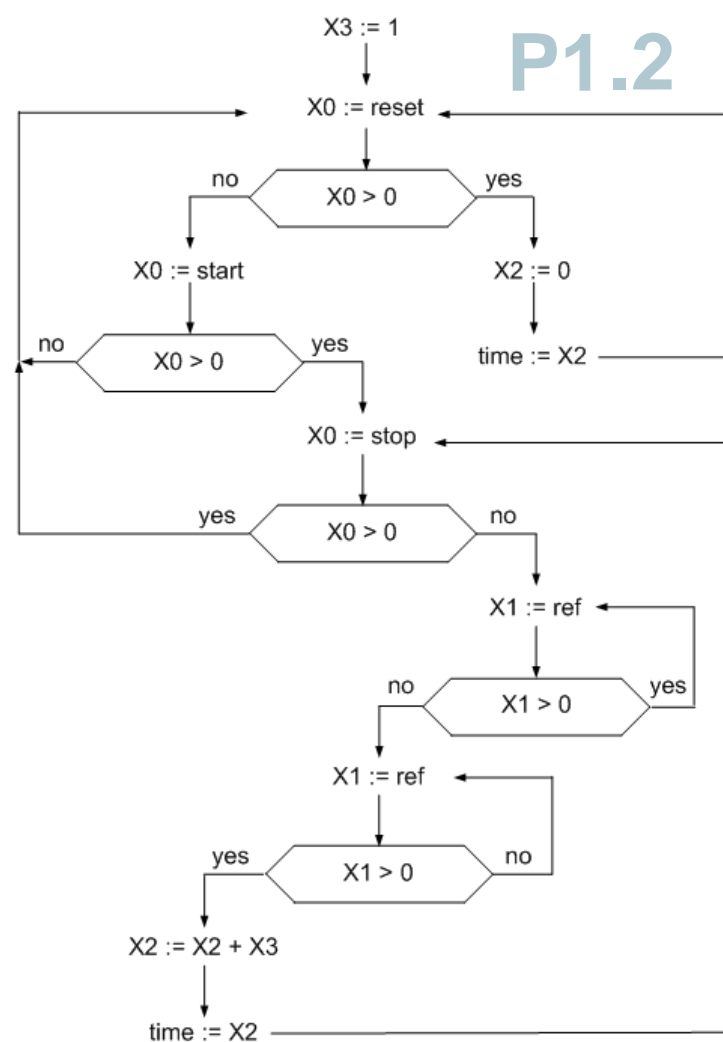 X3 := 1
P1.2
X0 := reset
no
X0 > 0
yes
X0 := start
X2 := 0
no
X0 > 0
yes
time := X2
X0 := stop
yes
X0 > 0
no
X1 := ref
no
X1 > 0
yes
X1 := ref
yes
X1 > 0
no
X2 := X2 + X3
time := X2